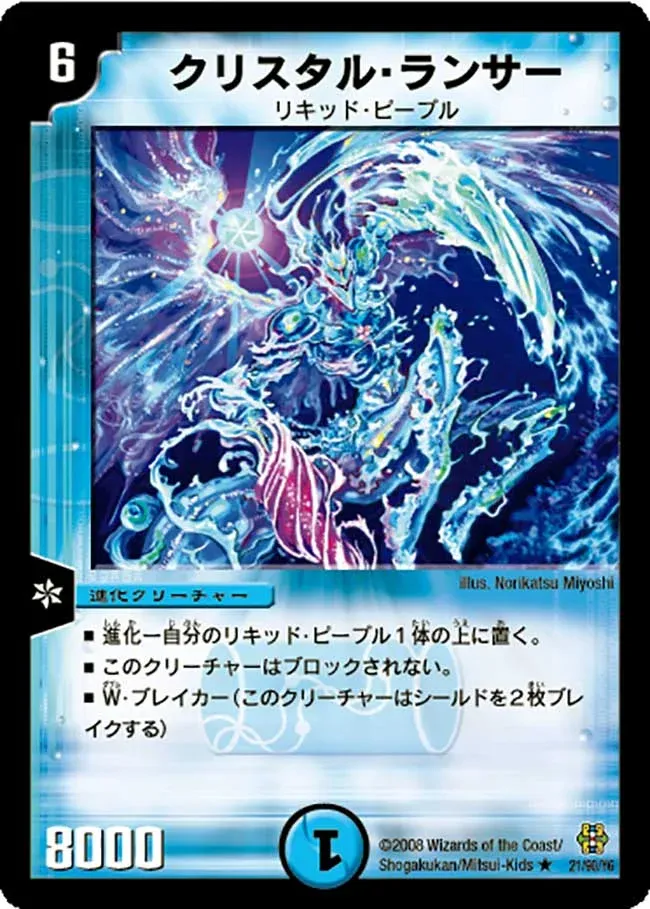 6
クリスタル・ランサー
リキッド・ピープル
illus. Norikatsu Miyoshi
進化クリーチャー
■ 進化ー自分のリキッド・ピープル1体の上に置く。
■ このクリーチャーはブロックされない。
■ W・ブレイカー(このクリーチャーはシールドを2枚ブレ
イクする)
8000
1
©2008 Wizards of the Coast/
Shogakukan/Mitsui-Kids ★ 21/90/Y6